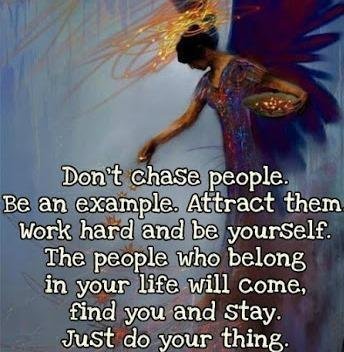 Don't chase people.
Be an example. Attract them
Work hard and be yourself.
The people who belong
in your life will come,
find you and stay.
Just do your thing.